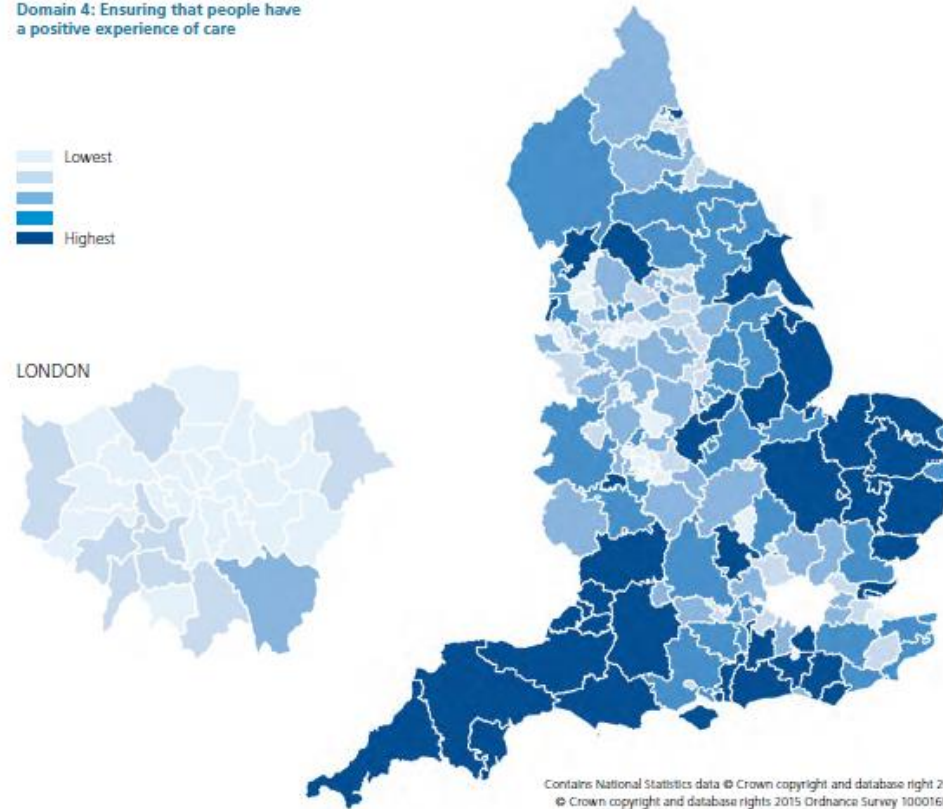 Domain 4: Ensuring that people have
a positive experience of care
Lowest
Highest
LONDON
Contains National Statistics data © Crown copyright and database right 2
© Crown copyright and database rights 2015 Ordnance Survey